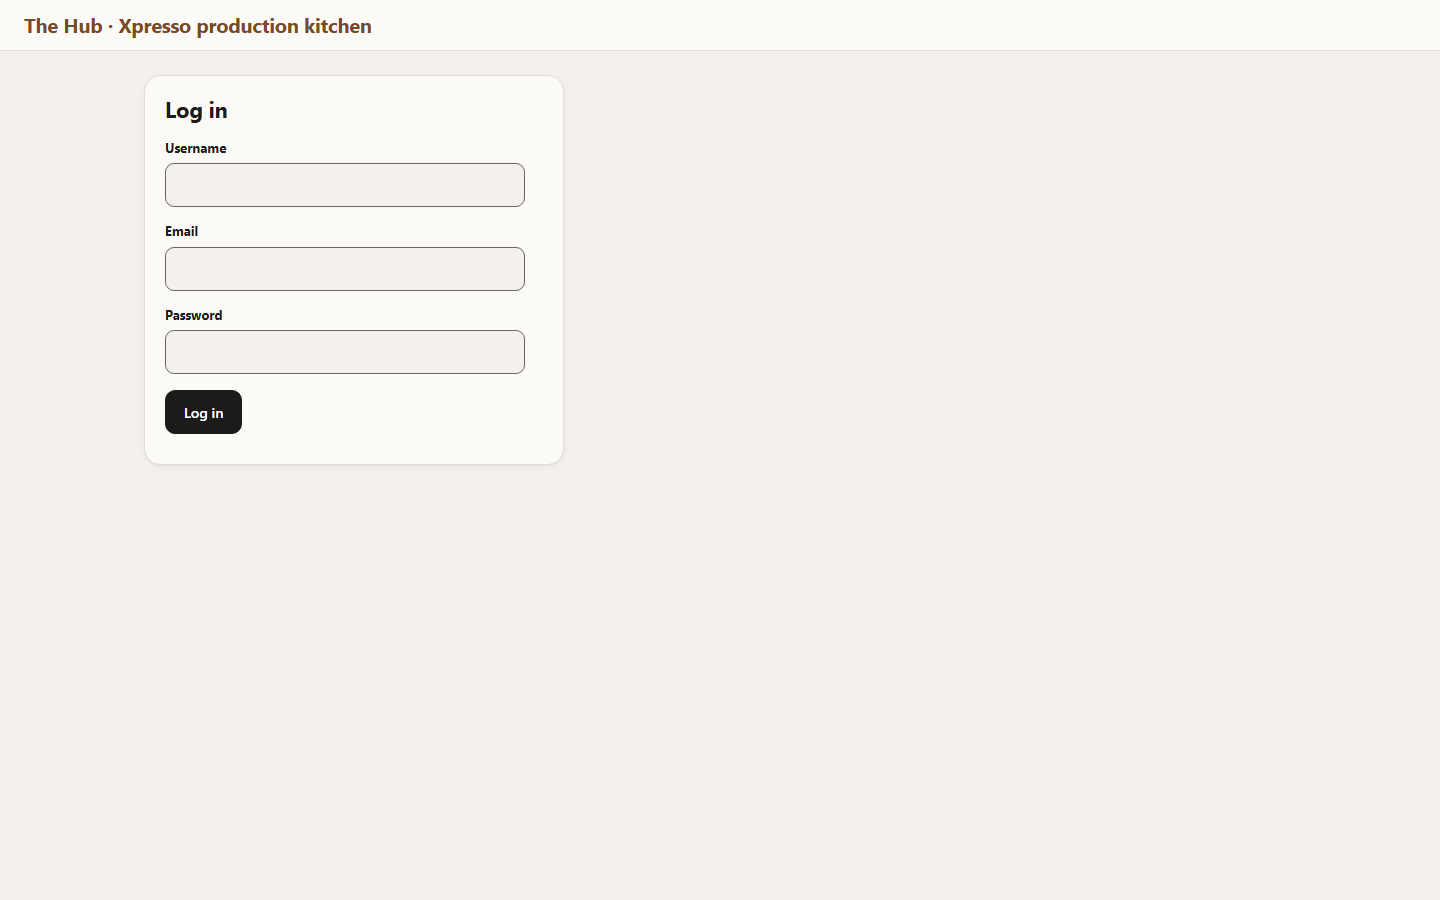 The Hub · Xpresso production kitchen
Log in
Username
Email
Password
Log in